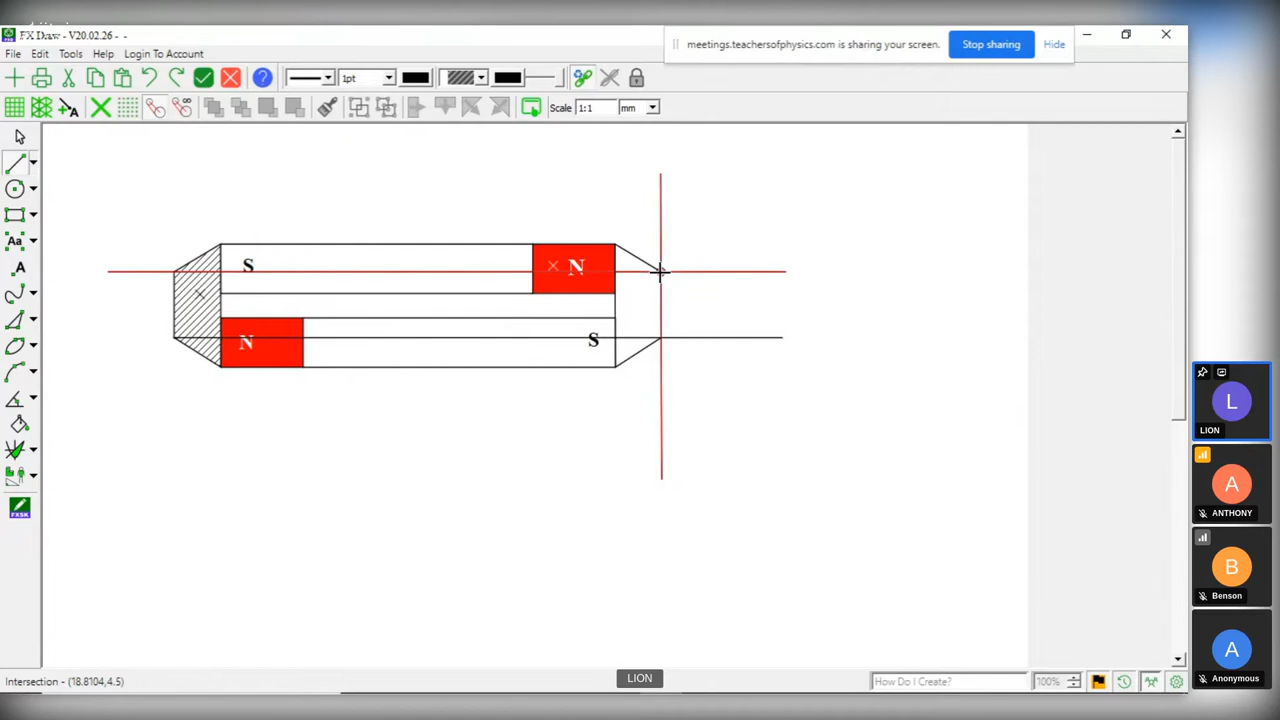 FX Draw - V20.02.26 - -
meetings.teachersofphysics.com is sharing your screen.
Stop sharing
Hide
File Edit Tools Help Login To Account
1pt
Scale 1:1 mm
Aa
A
S
N
N
S
FXSK
L
LION
A
ANTHONY
B
Benson
A
Anonymous
LION
Intersection - (18.8104,4.5)
How Do I Create?
100%